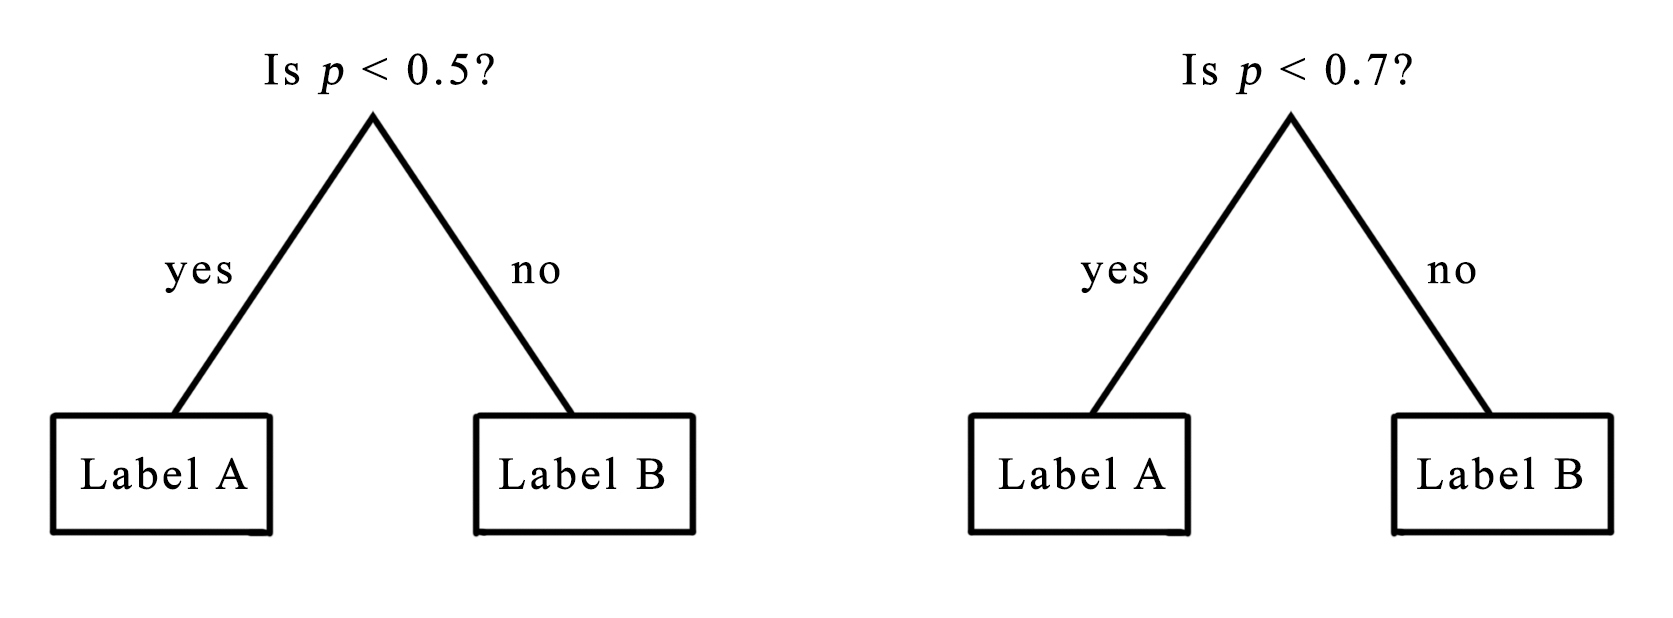 Is p < 0.5?
yes
no
Label A
Label B
Is p < 0.7?
yes
no
Label A
Label B